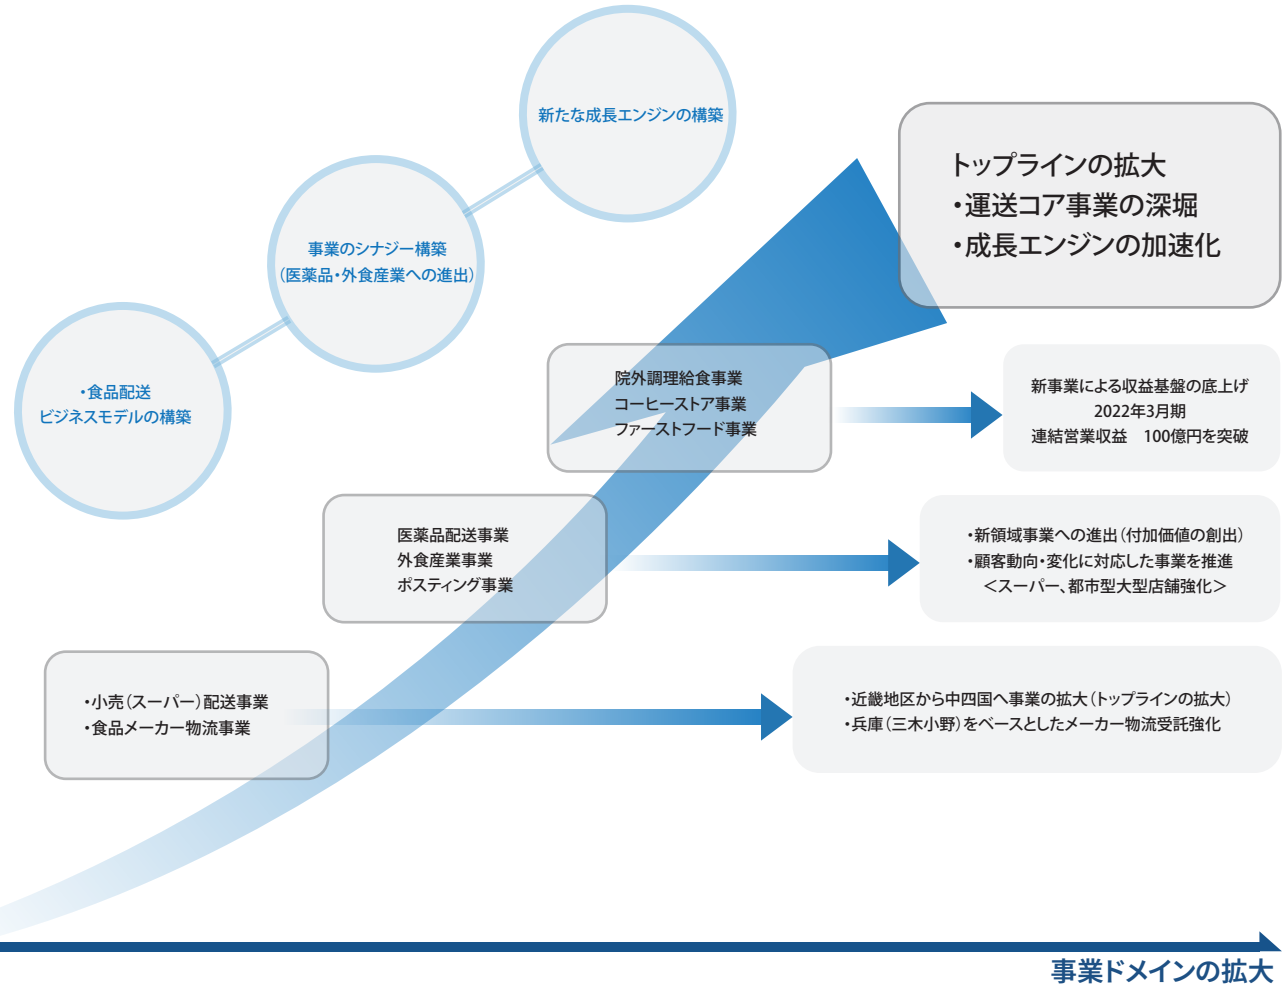 新たな成長エンジンの構築
事業のシナジー構築
（医薬品・外食産業への進出）
・食品配送
ビジネスモデルの構築
トップラインの拡大
・運送コア事業の深堀
・成長エンジンの加速化
院外調理給食事業
コーヒーストア事業
ファーストフード事業
新事業による収益基盤の底上げ
2022年3月期
連結営業収益　100億円を突破
医薬品配送事業
外食産業事業
ポスティング事業
・新領域事業への進出（付加価値の創出）
・顧客動向・変化に対応した事業を推進
＜スーパー、都市型大型店舗強化＞
・小売（スーパー）配送事業
・食品メーカー物流事業
・近畿地区から中四国へ事業の拡大（トップラインの拡大）
・兵庫（三木小野）をベースとしたメーカー物流受託強化
事業ドメインの拡大